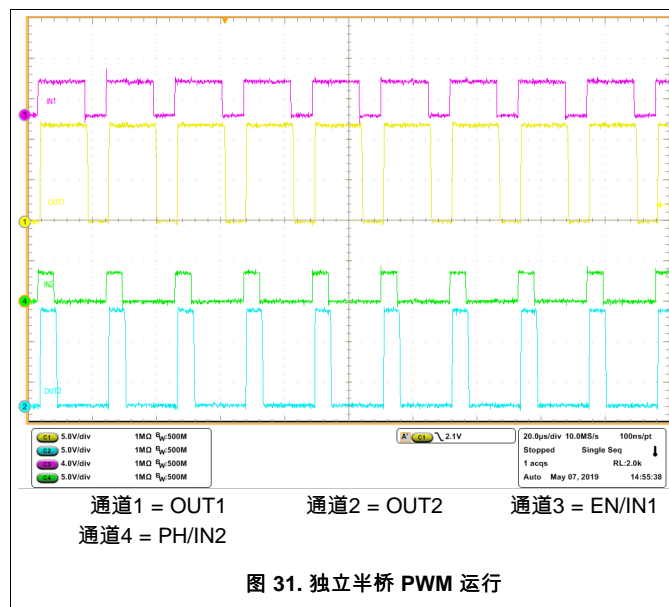 IN1
3
OUT1
1
IN2
4
OUT2
2
C1 5.0V/div 1MΩ BW:500M
C2 5.0V/div 1MΩ BW:500M
C3 4.0V/div 1MΩ BW:500M
C4 5.0V/div 1MΩ BW:500M
A' C1 2.1V
20.0µs/div 10.0MS/s 100ns/pt
Stopped Single Seq
1 acqs RL:2.0k
Auto May 07, 2019 14:55:38
通道1 = OUT1 通道2 = OUT2 通道3 = EN/IN1
通道4 = PH/IN2
图 31. 独立半桥 PWM 运行